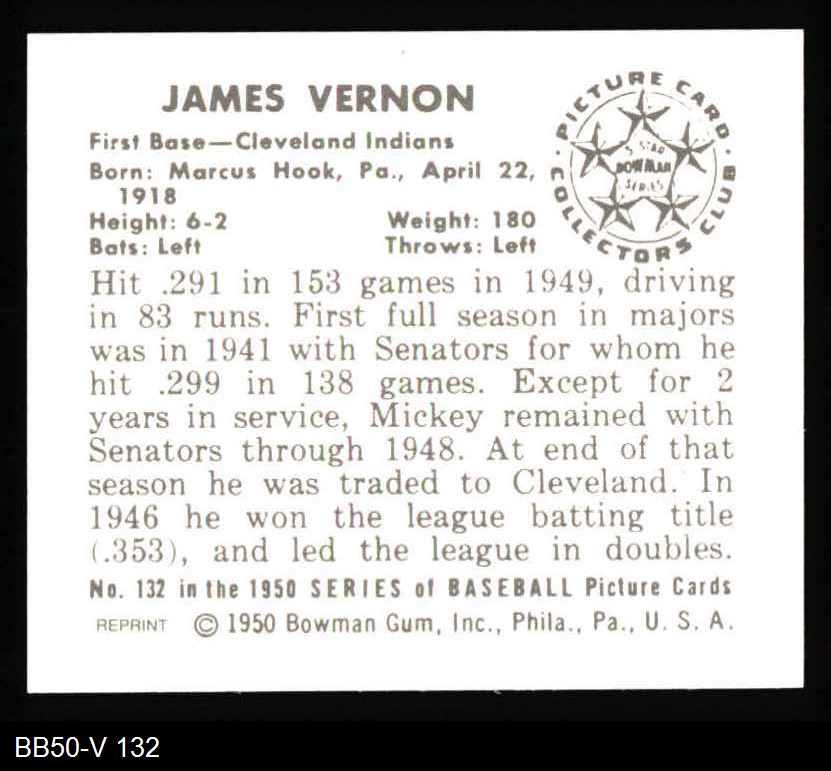 JAMES VERNON
First Base—Cleveland Indians
Born: Marcus Hook, Pa., April 22,
1918
Height: 6-2 Weight: 180
Bats: Left Throws: Left
PICTURE CARD
COLLECTORS CLUB
5 STAR
BOWMAN
SERIES
Hit .291 in 153 games in 1949, driving
in 83 runs. First full season in majors
was in 1941 with Senators for whom he
hit .299 in 138 games. Except for 2
years in service, Mickey remained with
Senators through 1948. At end of that
season he was traded to Cleveland. In
1946 he won the league batting title
(.353), and led the league in doubles.
No. 132 in the 1950 SERIES of BASEBALL Picture Cards
REPRINT © 1950 Bowman Gum, Inc., Phila., Pa., U. S. A.
BB50-V 132